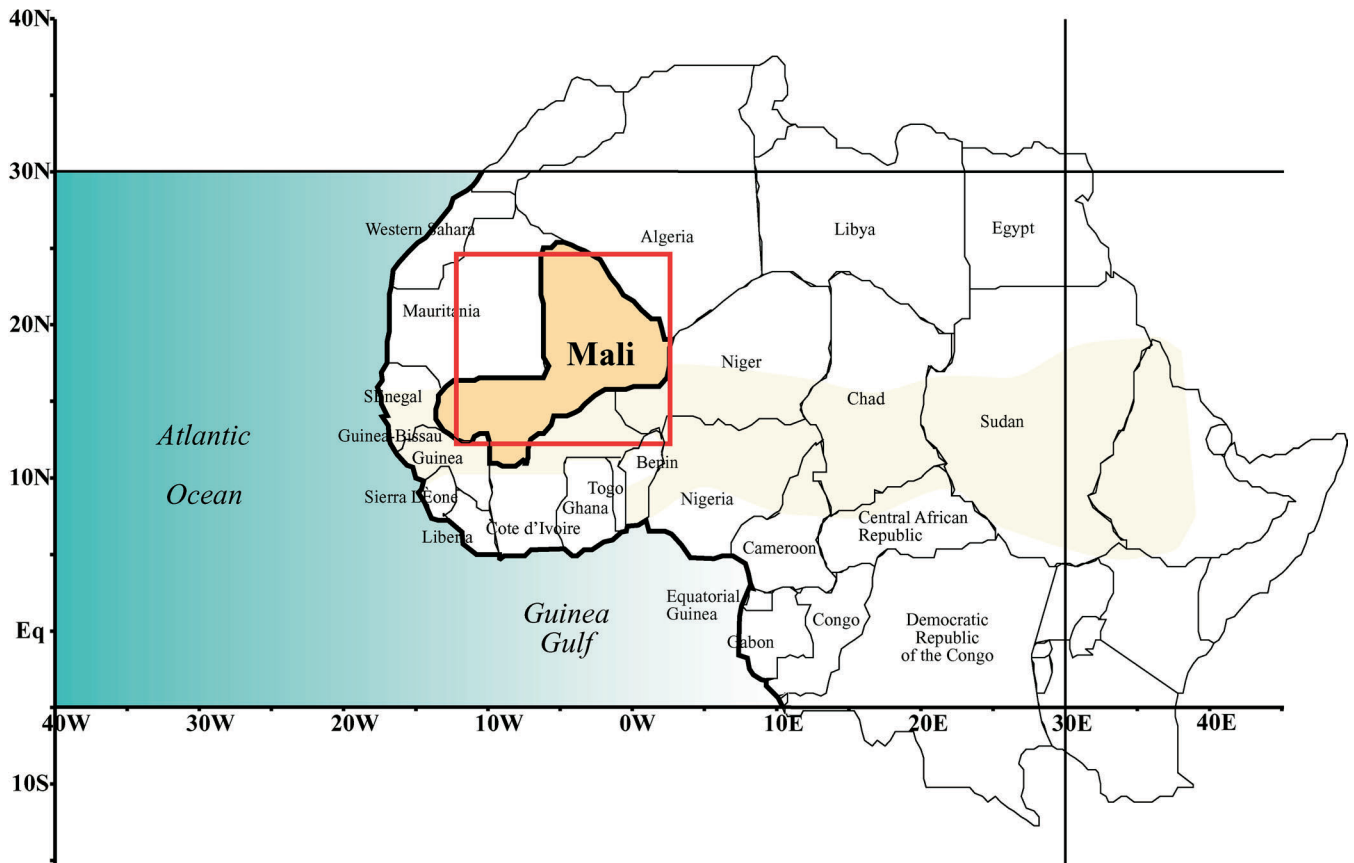 40N
30N
Western Sahara
Algeria
Libya
Egypt
Mauritania
20N
Mali
Niger
Senegal
Chad
Sudan
Atlantic
Ocean
Guinea-Bissau
Guinea
Benin
10N
Sierra LEone
Togo
Ghana
Nigeria
Liberia
Cote d'Ivoire
Central African
Republic
Cameroon
Equatorial
Guinea
Guinea
Gulf
Eq
Gabon
Congo
Democratic
Republic
of the Congo
40W
30W
20W
10W
0W
10E
20E
30E
40E
10S